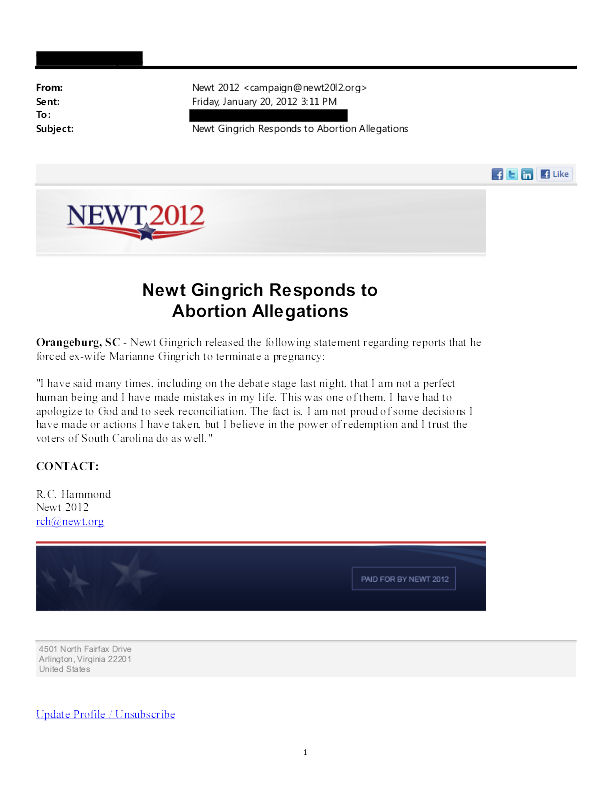 From: Newt 2012 <campaign@newt20l2.org>
Sent: Friday, January 20, 2012 3:11 PM
To:
Subject: Newt Gingrich Responds to Abortion Allegations
Like
NEWT2012
Newt Gingrich Responds to
Abortion Allegations
Orangeburg, SC - Newt Gingrich released the following statement regarding reports that he
forced ex-wife Marianne Gingrich to terminate a pregnancy:
"I have said many times, including on the debate stage last night, that I am not a perfect
human being and I have made mistakes in my life. This was one of them. I have had to
apologize to God and to seek reconciliation. The fact is, I am not proud of some decisions I
have made or actions I have taken, but I believe in the power of redemption and I trust the
voters of South Carolina do as well."
CONTACT:
R.C. Hammond
Newt 2012
rch@newt.org
PAID FOR BY NEWT 2012
4501 North Fairfax Drive
Arlington, Virginia 22201
United States
Update Profile / Unsubscribe
1